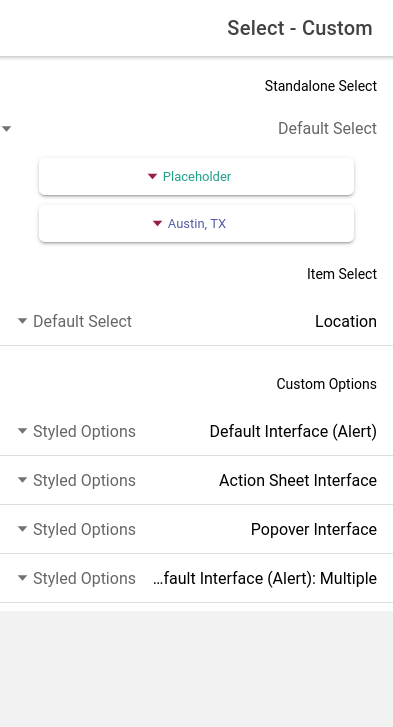 Select - Custom
Standalone Select
Default Select
Placeholder
Austin, TX
Item Select
Location
Default Select
Custom Options
Default Interface (Alert)
Styled Options
Action Sheet Interface
Styled Options
Popover Interface
Styled Options
...fault Interface (Alert): Multiple
Styled Options